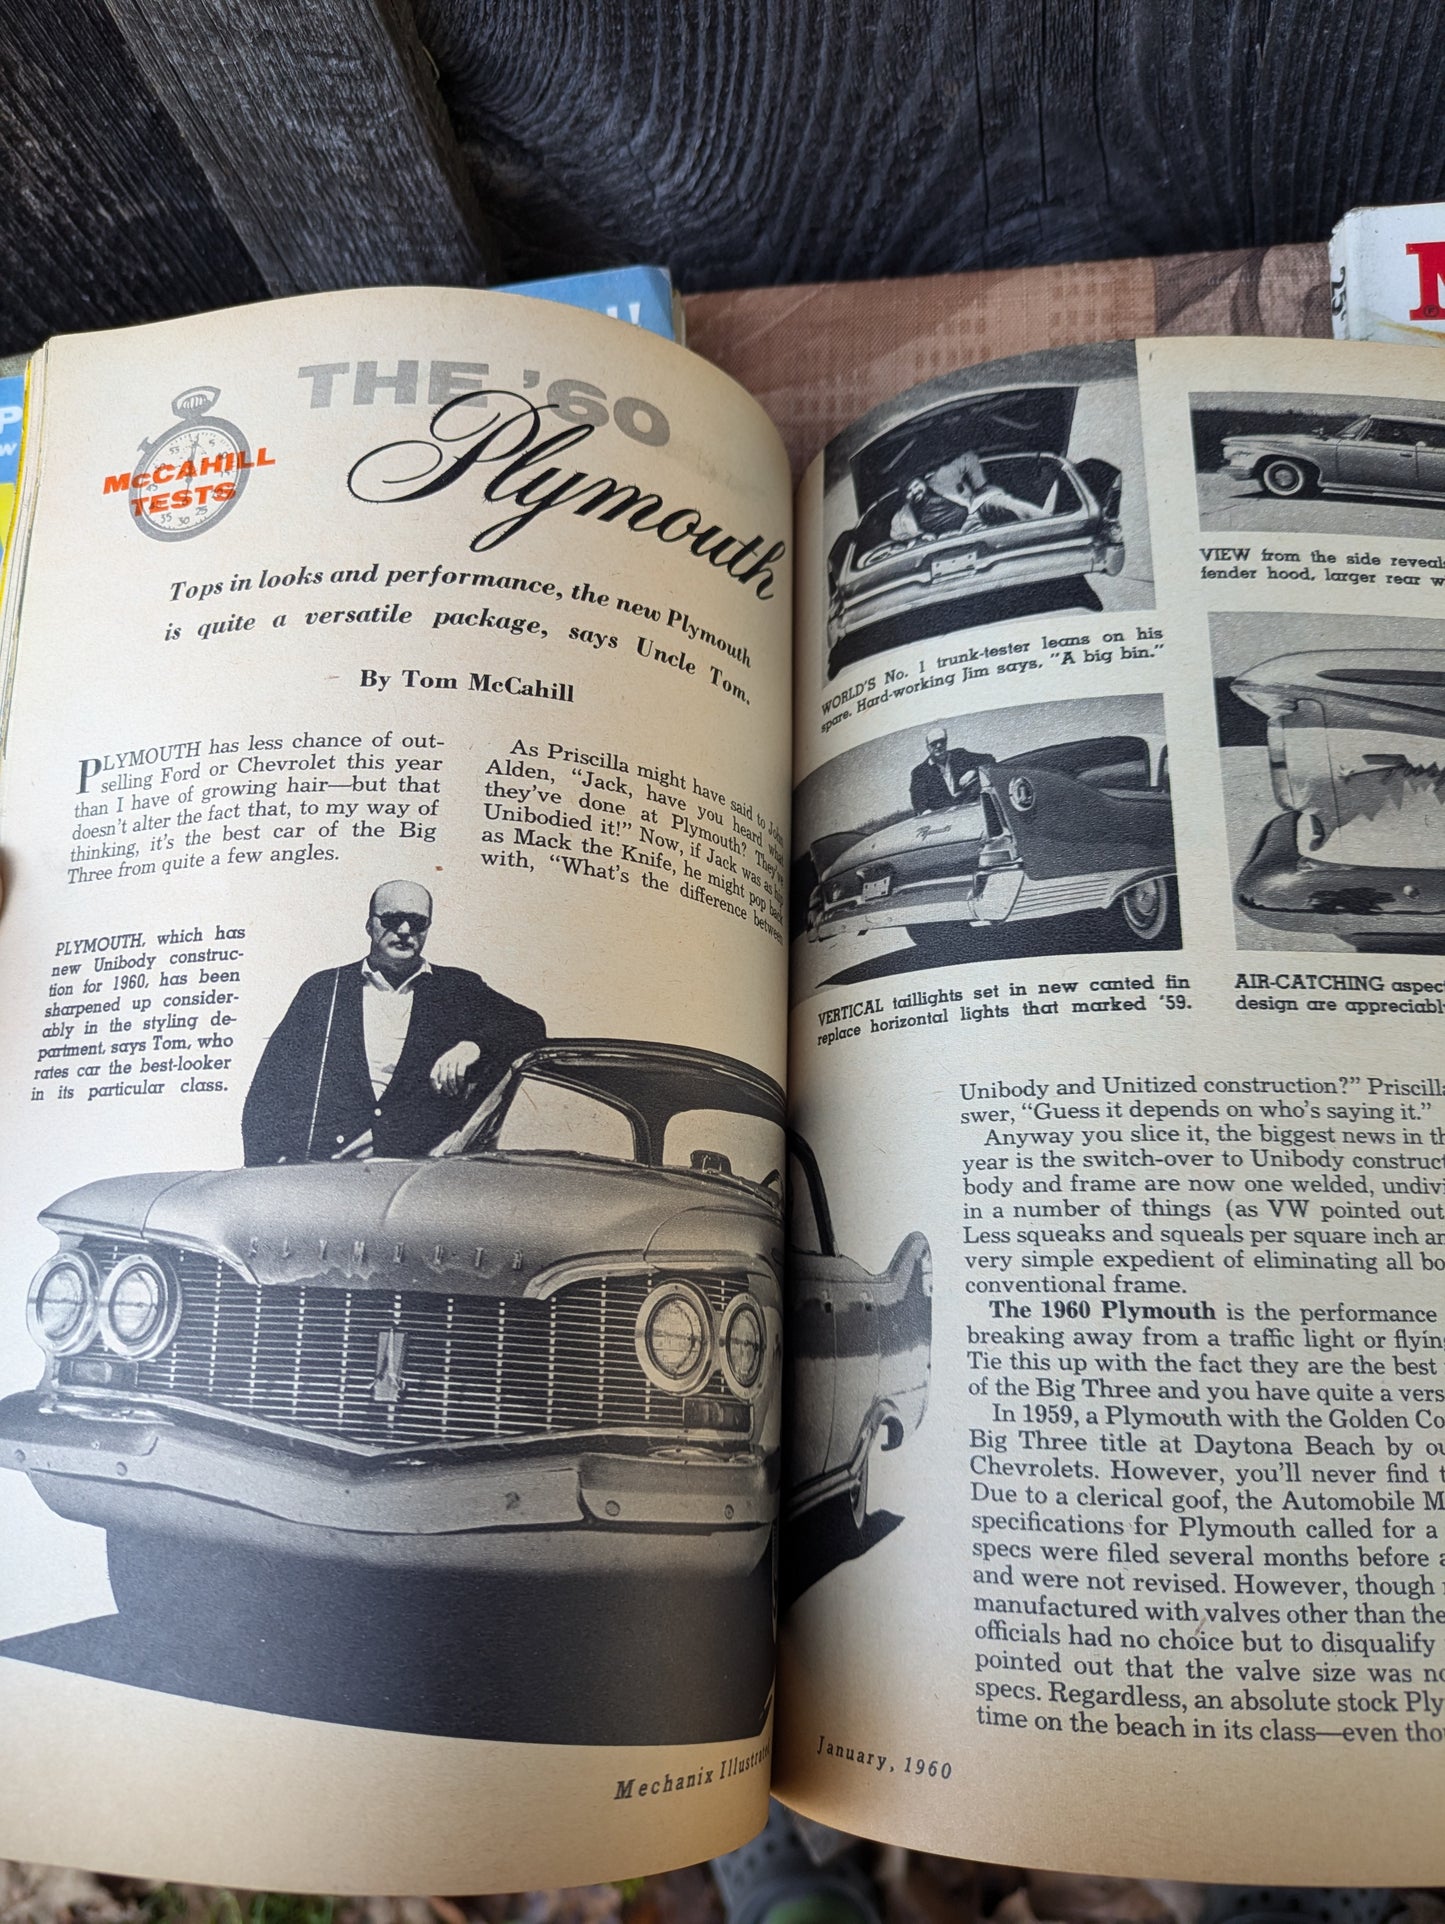 THE '60
Plymouth
McCAHILL
TESTS
Tops in looks and performance, the new Plymouth
is quite a versatile package, says Uncle Tom.
By Tom McCahill
PLYMOUTH has less chance of out-
selling Ford or Chevrolet this year
than I have of growing hair—but that
doesn't alter the fact that, to my way of
thinking, it's the best car of the Big
Three from quite a few angles.
PLYMOUTH, which has
new Unibody construc-
tion for 1960, has been
sharpened up consider-
ably in the styling de-
partment, says Tom, who
rates car the best-looker
in its particular class.
As Priscilla might have said to John
Alden, "Jack, have you heard what
they've done at Plymouth? They've
Unibodied it!" Now, if Jack was as hip
as Mack the Knife, he might pop back
with, "What's the difference between
PLYMOUTH
Mechanix Illustrated
WORLD'S No. 1 trunk-tester leans on his
spare. Hard-working Jim says, "A big bin."
VIEW from the side reveals
fender hood, larger rear
Plymouth
VERTICAL taillights set in new canted fin
replace horizontal lights that marked '59.
AIR-CATCHING
design are
Unibody and Unitized construction?"
swer, "Guess it depends on who's saying it."
Anyway you slice it, the biggest news in
year is the switch-over to Unibody
body and frame are now one welded,
in a number of things (as VW pointed out
Less squeaks and squeals per square inch
very simple expedient of eliminating all
conventional frame.
The 1960 Plymouth is the performance
breaking away from a traffic light or
Tie this up with the fact they are the best
of the Big Three and you have quite a
In 1959, a Plymouth with the Golden
Big Three title at Daytona Beach by
Chevrolets. However, you'll never find
Due to a clerical goof, the Automobile
specifications for Plymouth called for a
specs were filed several months before
and were not revised. However, though
manufactured with valves other than the
officials had no choice but to disqualify
pointed out that the valve size was
specs. Regardless, an absolute stock
time on the beach in its class—even
January, 1960